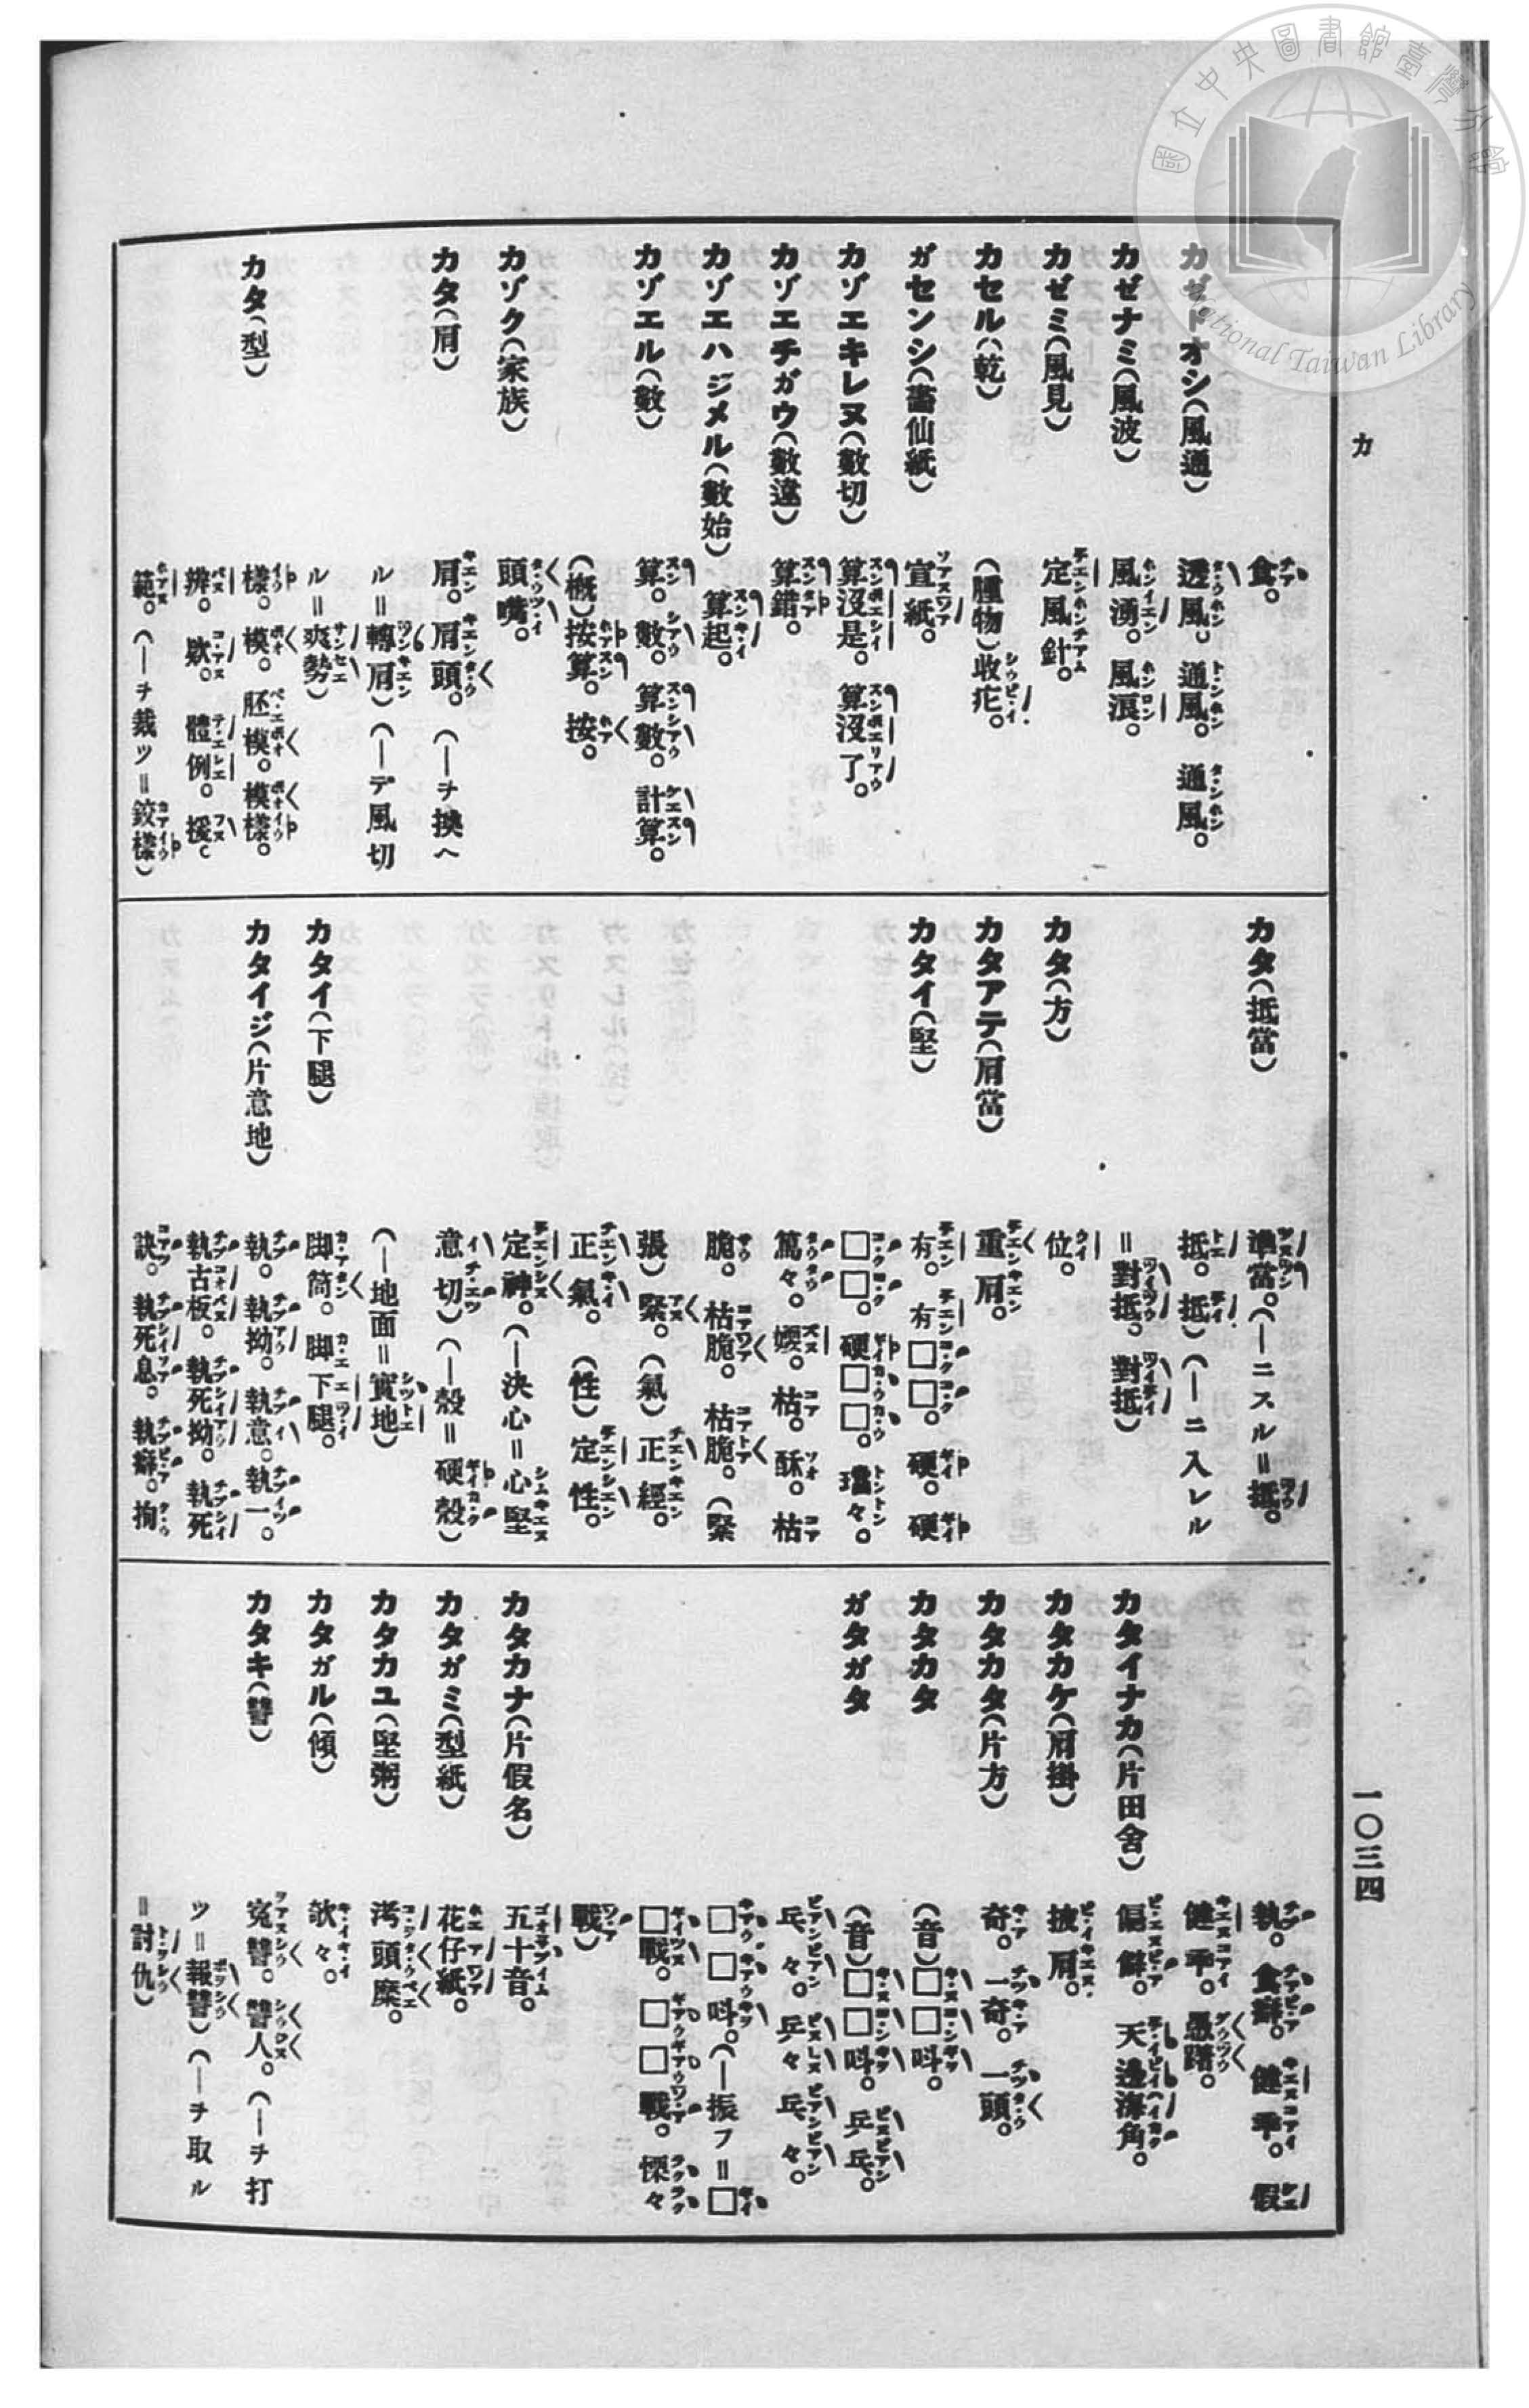 國立中央圖書館臺灣分館
National Taiwan Library
カ
一〇三四
食。
カゼトオシ(風通) 透風。通風。通風。
カゼナミ(風波) 風湧。風浪。
カゼミ(風見) 定風針。
カセル(乾) (腫物)收疕。
ガセンシ(畵仙紙) 宣紙。
カゾエキレヌ(數切) 算沒是。算沒了。
カゾエチガウ(數違) 算錯。
カゾエハジメル(數始) 算起。
カゾエル(數) 算。數。算數。計算。
(概)按算。按。
カゾク(家族) 頭嘴。
カタ(肩) 肩。肩頭。(―チ換ヘ
ル=轉肩)(―デ風切
ル=爽勢)
カタ(型) 樣。模。胚模。模樣。
辨。款。體例。援。
範。(―チ裁ツ=鉸樣)
カタ(抵當) 準當。(―ニスル=抵。
抵。抵)(―ニ入レル
=對抵。對抵)
カタ(方) 位。
カタアテ(肩當) 重肩。
カタイ(堅) 有。有□□。硬。硬
□□。硬□□。璫々。
篤々。㛮。枯。酥。枯
脆。枯脆。枯脆。(緊
張)緊。(氣)正經。
正氣。(性)定性。
定神。(―決心=心堅
意切)(―殼=硬殼)
(―地面=實地)
カタイ(下腿) 脚筒。脚下腿。
カタイジ(片意地) 執。執拗。執意。執一。
執古板。執死拗。執死
訣。執死息。執癖。拘
執。食癖。健乖。假
健乖。愚躇。
カタイナカ(片田舍) 偏僻。天邊海角。
カタカケ(肩掛) 披肩。
カタカタ(片方) 奇。一奇。一頭。
カタカタ (音)□□呌。
ガタガタ (音)□□呌。乒乓。
乓々。乒々乓々。
□□呌。(―振フ=□
□戰。□□戰。慄々
戰)
カタカナ(片假名) 五十音。
カタガミ(型紙) 花仔紙。
カタカユ(堅粥) 洘頭糜。
カタガル(傾) 欹々。
カタキ(讐) 寃讐。讐人。(―チ打
ツ=報讐)(―チ取ル
=討仇)